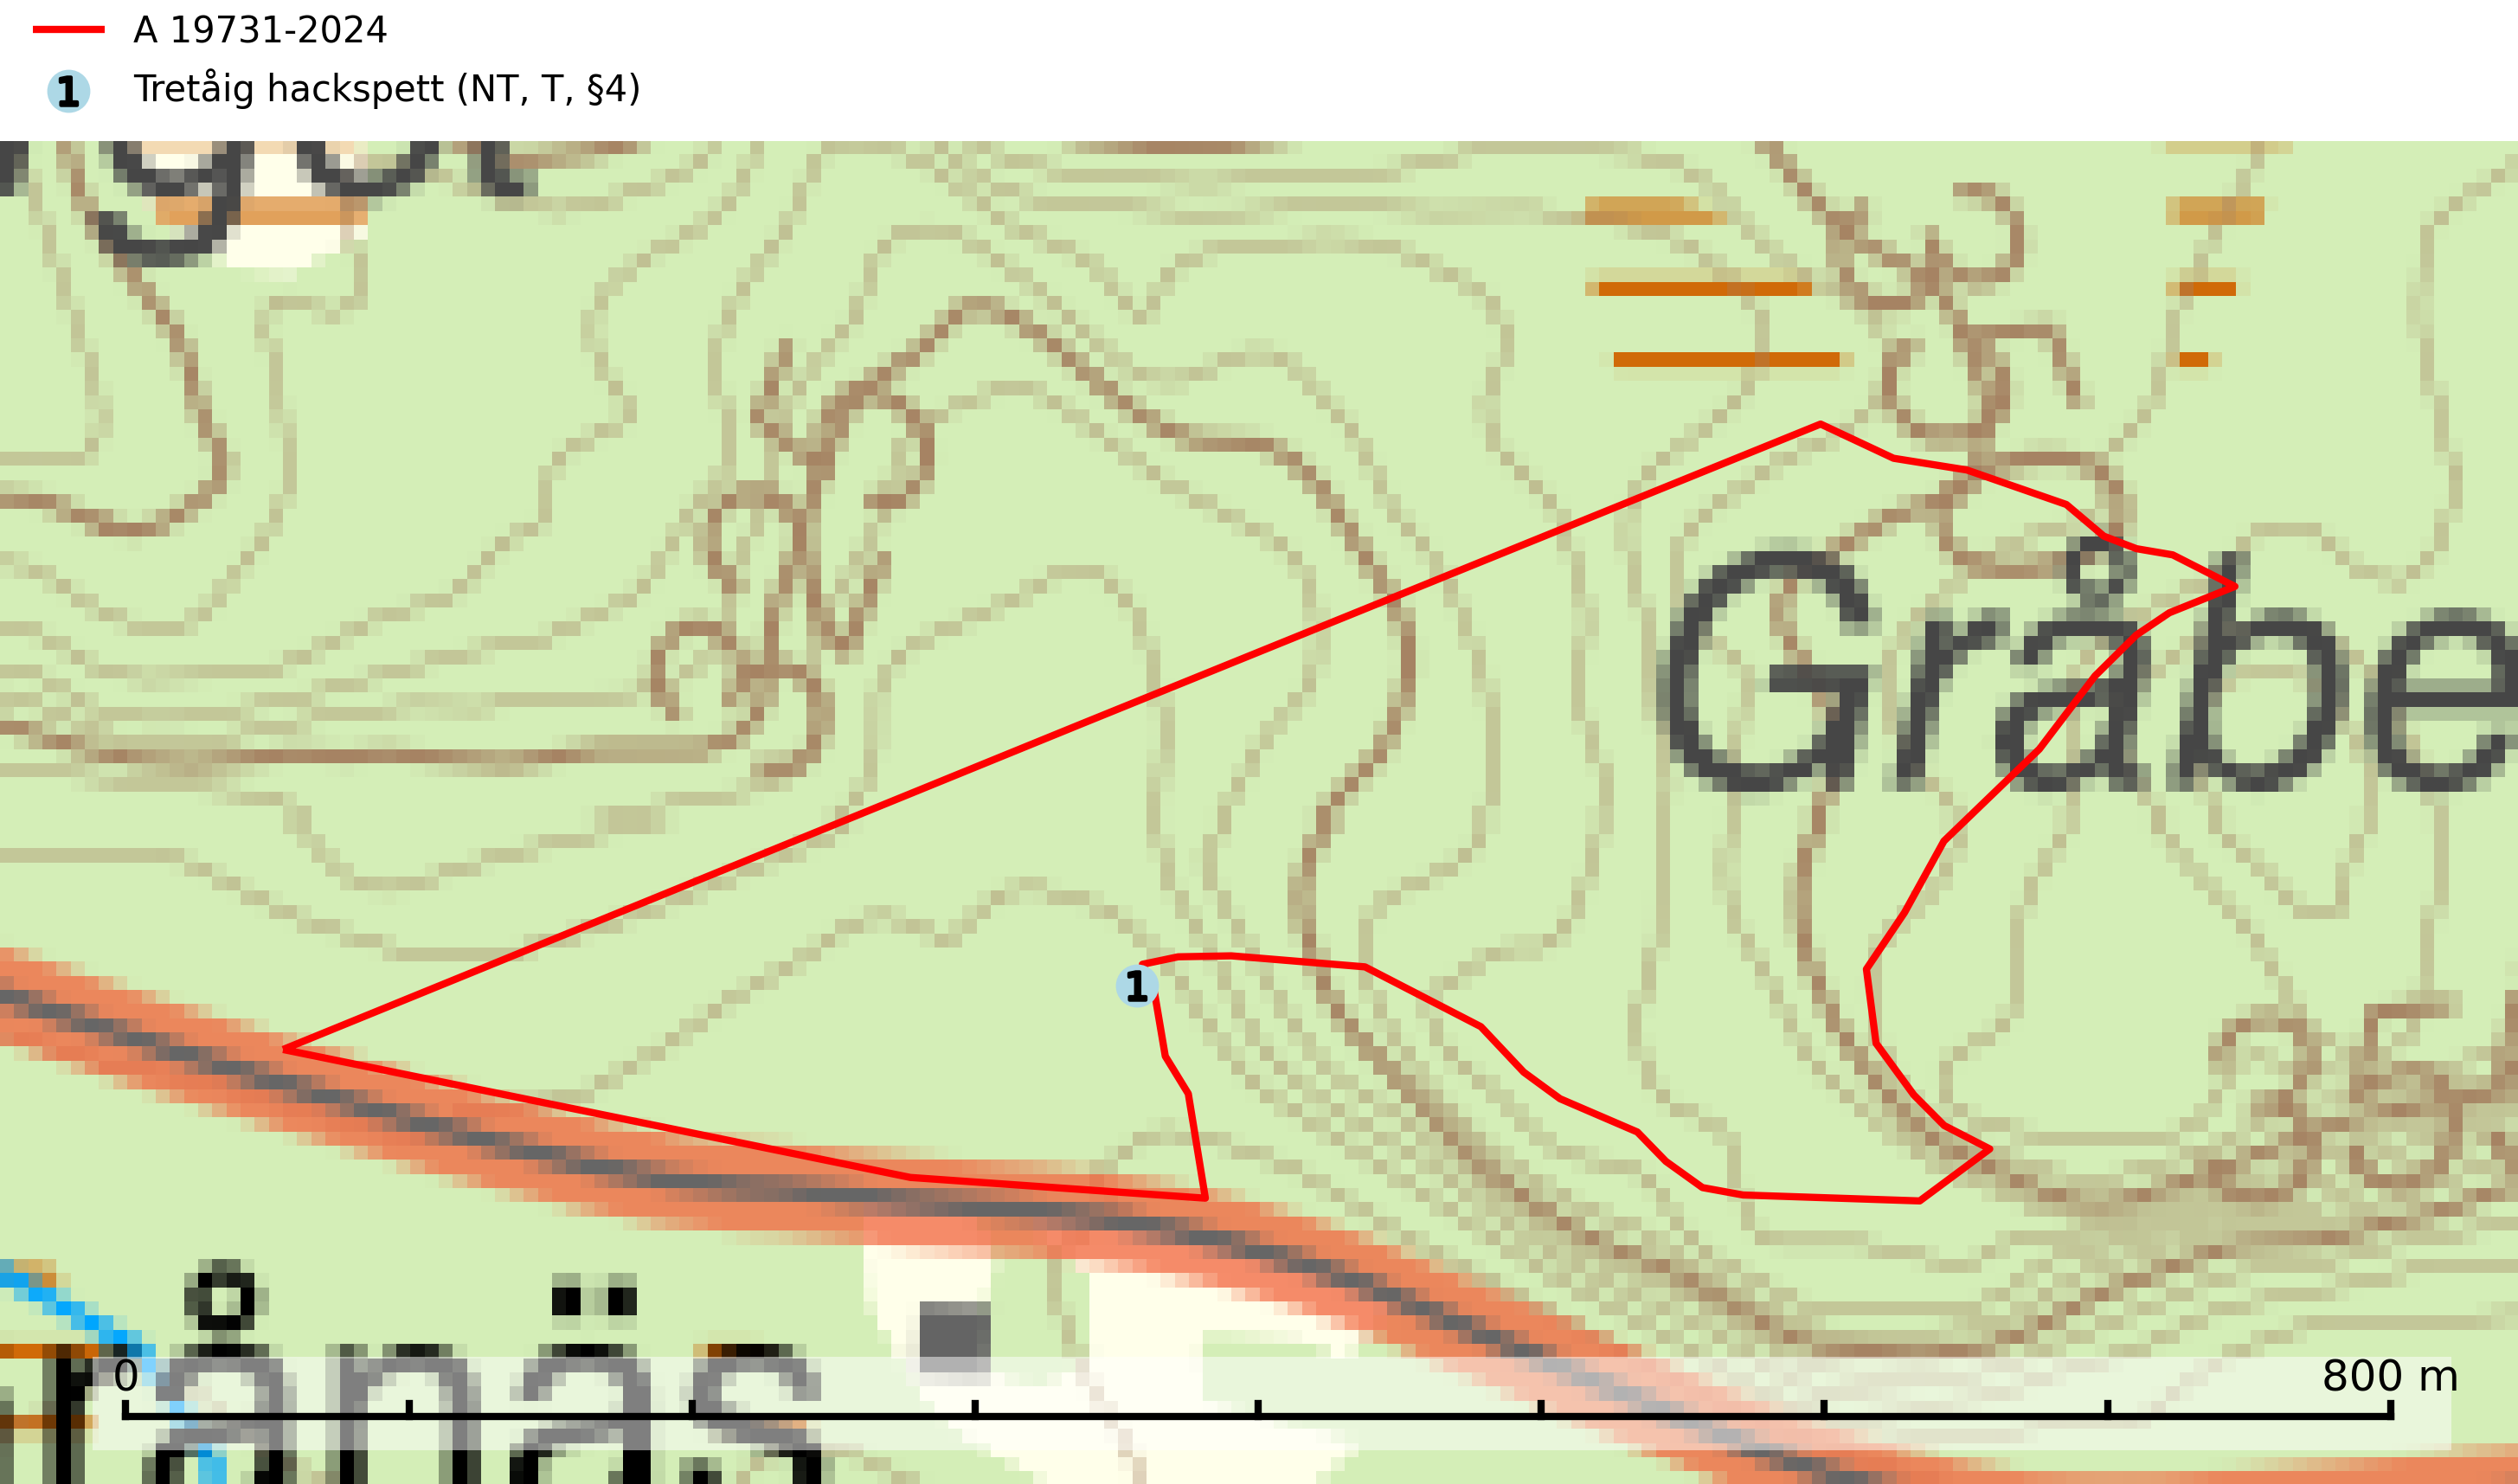 A 19731-2024
1 Tretåig hackspett (NT, T, §4)
Gråbe
1
0 800 m